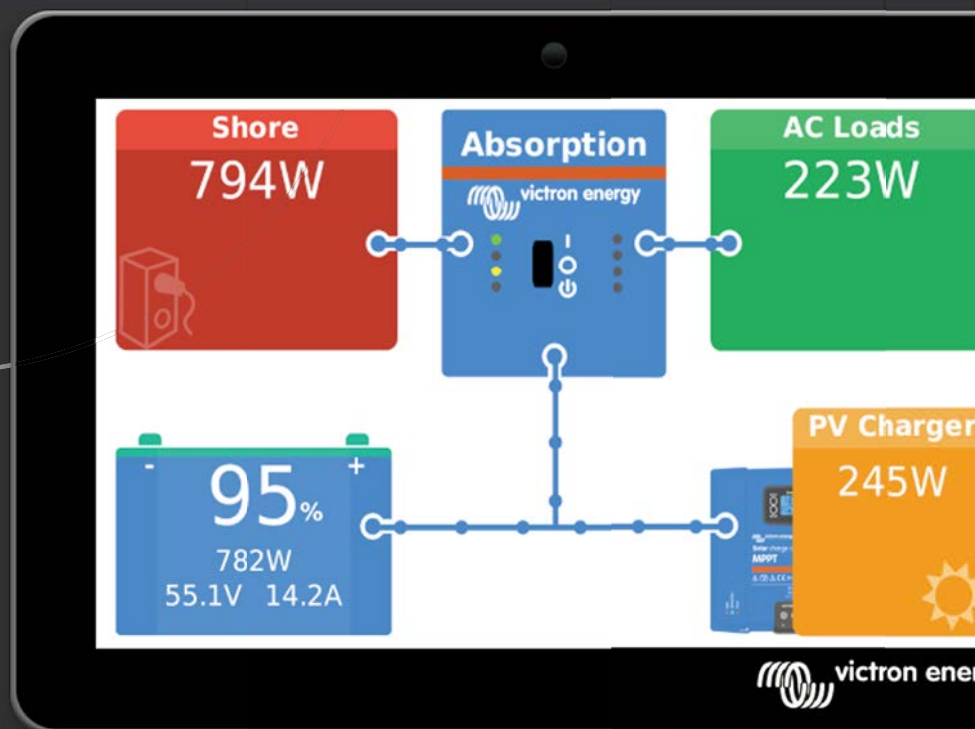 Shore
794W
Absorption
victron energy
AC Loads
223W
- +
95%
782W
55.1V 14.2A
PV Charger
245W
MPPT
victron ener